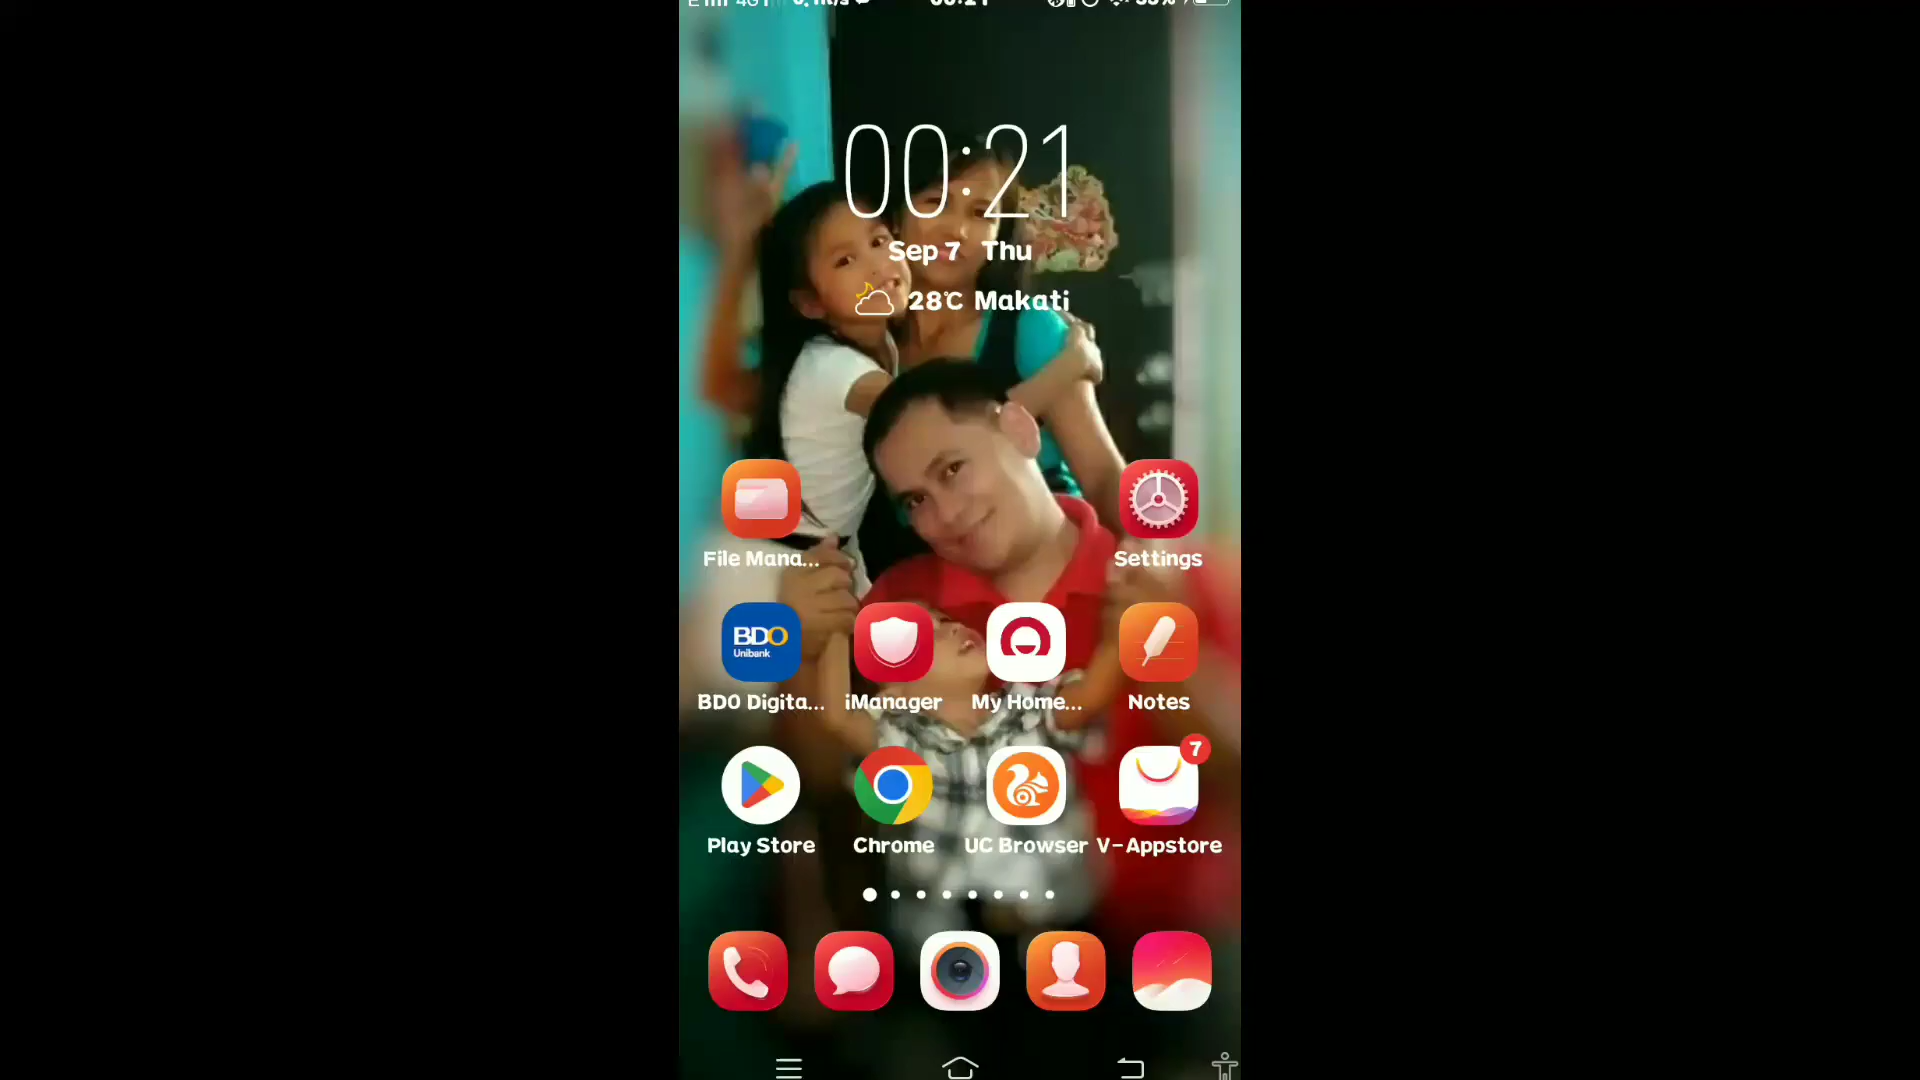 00:21
Sep 7 Thu
28°C Makati
File Mana...
Settings
BDO
Unibank
BDO Digita...
iManager
My Home...
Notes
7
Play Store
Chrome
UC Browser
V-Appstore